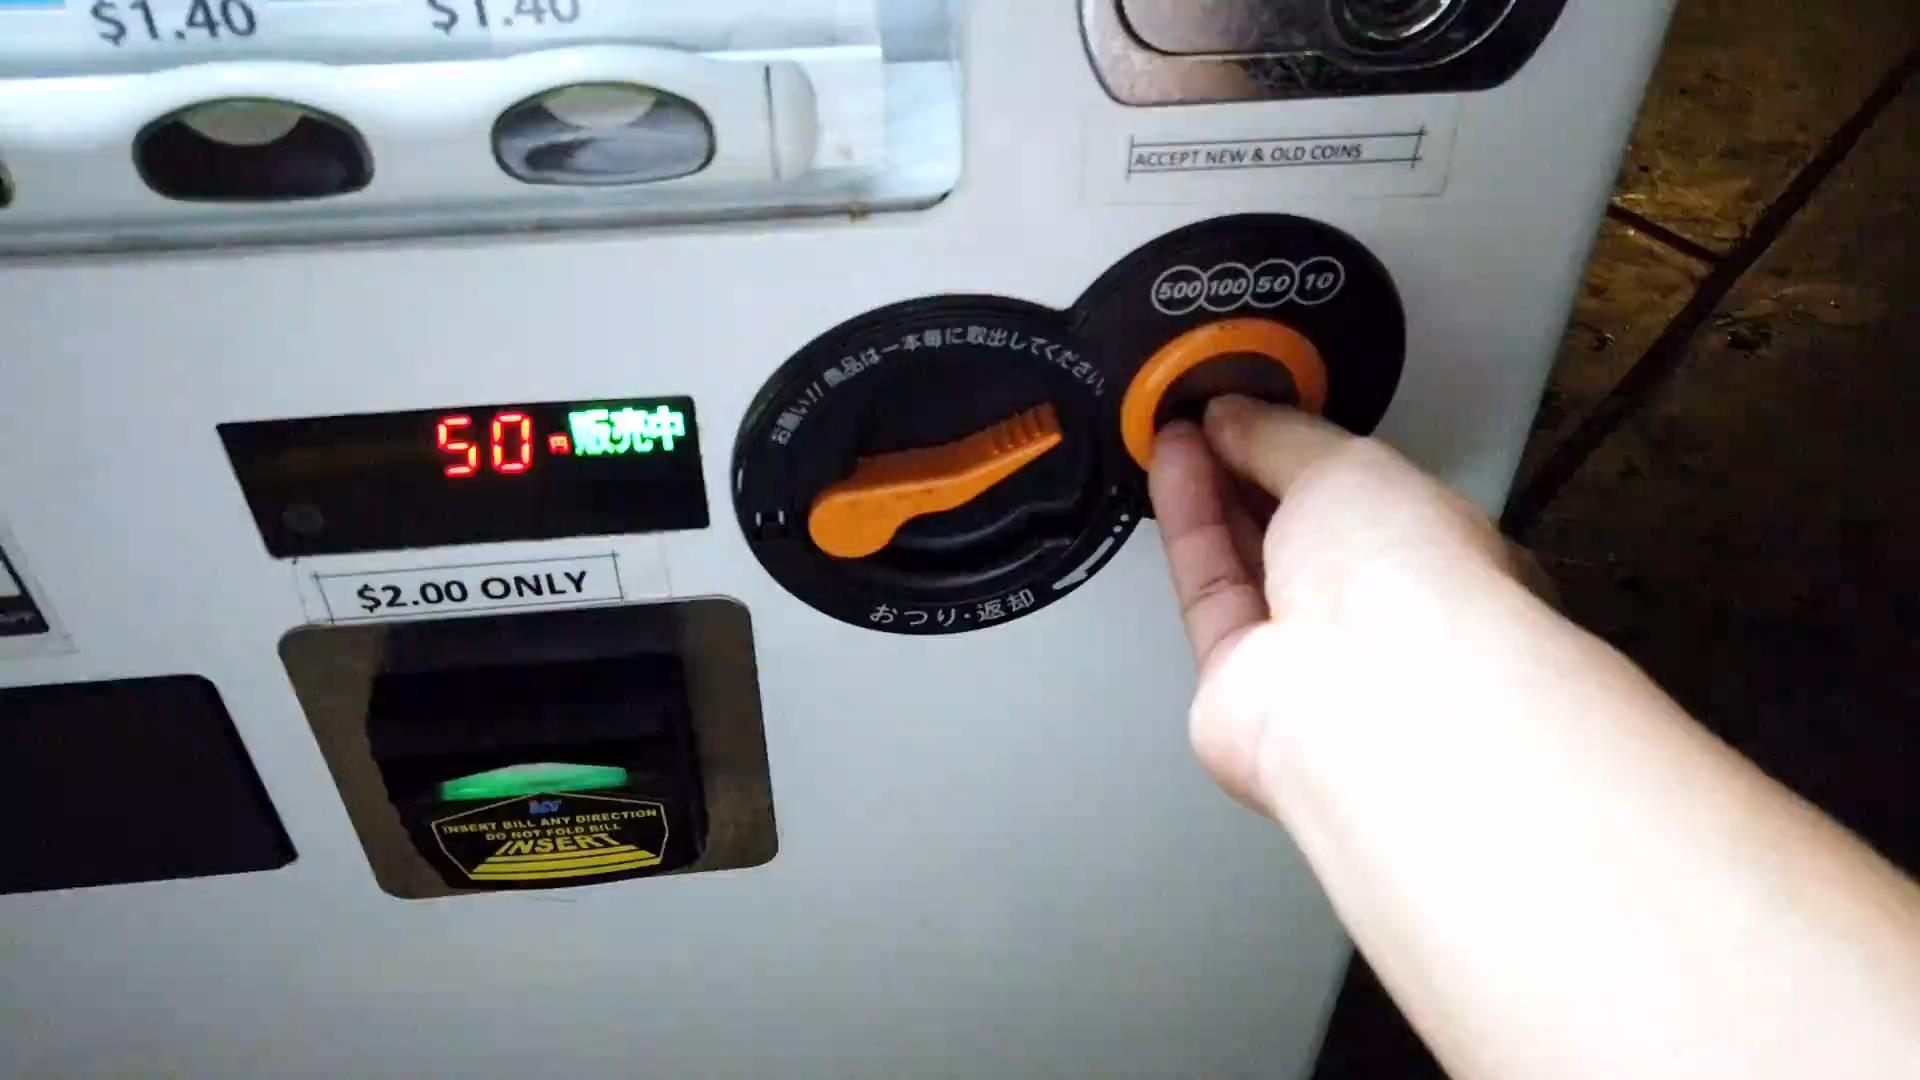 $1.40 $1.40
ACCEPT NEW & OLD COINS
500 100 50 10
お願い!! 商品は一本毎に取出してください。
50円 販売中
$2.00 ONLY
おつり・返却
INSERT BILL ANY DIRECTION
DO NOT FOLD BILL
INSERT